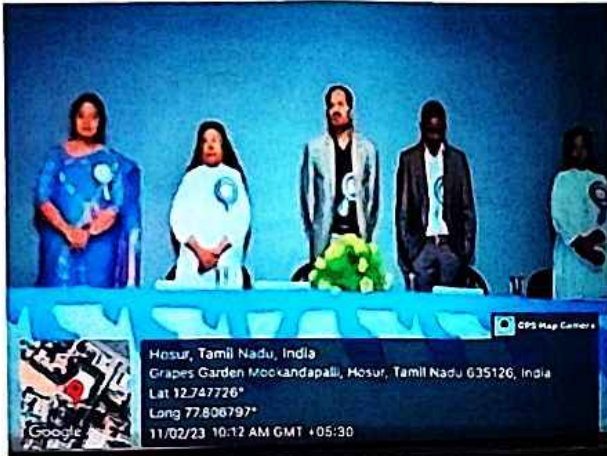 GPS Map Camera
Hosur, Tamil Nadu, India
Grapes Garden Mookandapalli, Hosur, Tamil Nadu 635126, India
Lat 12.747726°
Long 77.806797°
11/02/23 10:12 AM GMT +05:30
Google